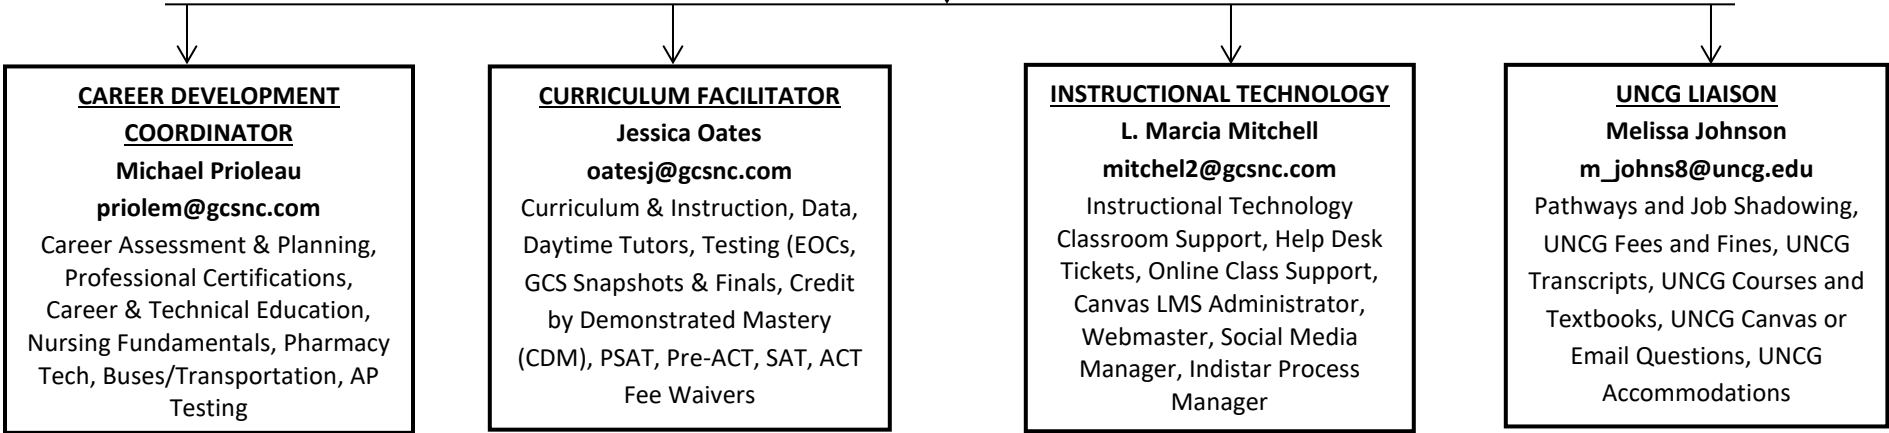 CAREER DEVELOPMENT
COORDINATOR
Michael Prioleau
priolem@gcsnc.com
Career Assessment & Planning,
Professional Certifications,
Career & Technical Education,
Nursing Fundamentals, Pharmacy
Tech, Buses/Transportation, AP
Testing
CURRICULUM FACILITATOR
Jessica Oates
oatesj@gcsnc.com
Curriculum & Instruction, Data,
Daytime Tutors, Testing (EOCs,
GCS Snapshots & Finals, Credit
by Demonstrated Mastery
(CDM), PSAT, Pre-ACT, SAT, ACT
Fee Waivers
INSTRUCTIONAL TECHNOLOGY
L. Marcia Mitchell
mitchel2@gcsnc.com
Instructional Technology
Classroom Support, Help Desk
Tickets, Online Class Support,
Canvas LMS Administrator,
Webmaster, Social Media
Manager, Indistar Process
Manager
UNCG LIAISON
Melissa Johnson
m_johns8@uncg.edu
Pathways and Job Shadowing,
UNCG Fees and Fines, UNCG
Transcripts, UNCG Courses and
Textbooks, UNCG Canvas or
Email Questions, UNCG
Accommodations